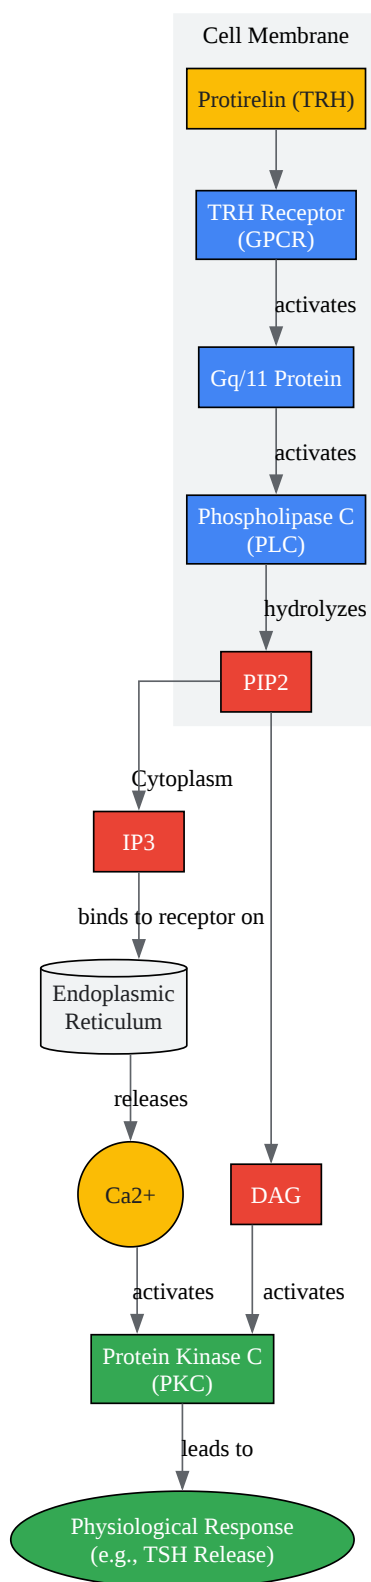 Cell Membrane
Protirelin (TRH)
TRH Receptor
(GPCR)
activates
Gq/11 Protein
activates
Phospholipase C
(PLC)
hydrolyzes
PIP2
Cytoplasm
IP3
binds to receptor on
Endoplasmic
Reticulum
releases
Ca2+
DAG
activates
activates
Protein Kinase C
(PKC)
leads to
Physiological Response
(e.g., TSH Release)